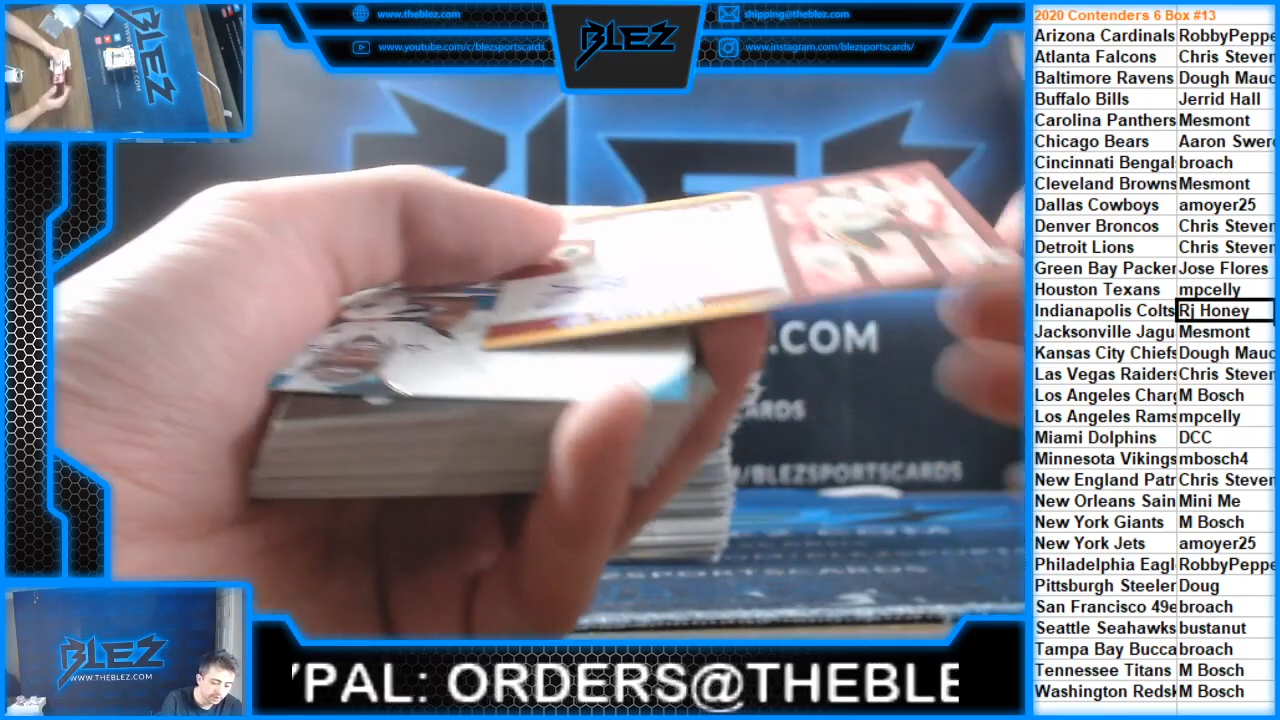 www.theblez.com
www.youtube.com/c/blezsportscards
BLEZ
shipping@theblez.com
www.instagram.com/blezsportscards/
BLEZ
.COM
ARDS
/BLEZSPORTSCARDS
BLEZ
WWW.THEBLEZ.COM
YPAL: ORDERS@THEBLE
2020 Contenders 6 Box #13
Arizona Cardinals RobbyPeppe
Atlanta Falcons Chris Steven
Baltimore Ravens Dough Mauc
Buffalo Bills Jerrid Hall
Carolina Panthers Mesmont
Chicago Bears Aaron Swero
Cincinnati Bengal broach
Cleveland Browns Mesmont
Dallas Cowboys amoyer25
Denver Broncos Chris Steven
Detroit Lions Chris Steven
Green Bay Packer Jose Flores
Houston Texans mpcelly
Indianapolis Colts Rj Honey
Jacksonville Jagu Mesmont
Kansas City Chiefs Dough Mauc
Las Vegas Raiders Chris Steven
Los Angeles Charg M Bosch
Los Angeles Rams mpcelly
Miami Dolphins DCC
Minnesota Vikings mbosch4
New England Patr Chris Steven
New Orleans Sain Mini Me
New York Giants M Bosch
New York Jets amoyer25
Philadelphia Eagl RobbyPeppe
Pittsburgh Steeler Doug
San Francisco 49e broach
Seattle Seahawks bustanut
Tampa Bay Bucca broach
Tennessee Titans M Bosch
Washington Redsk M Bosch